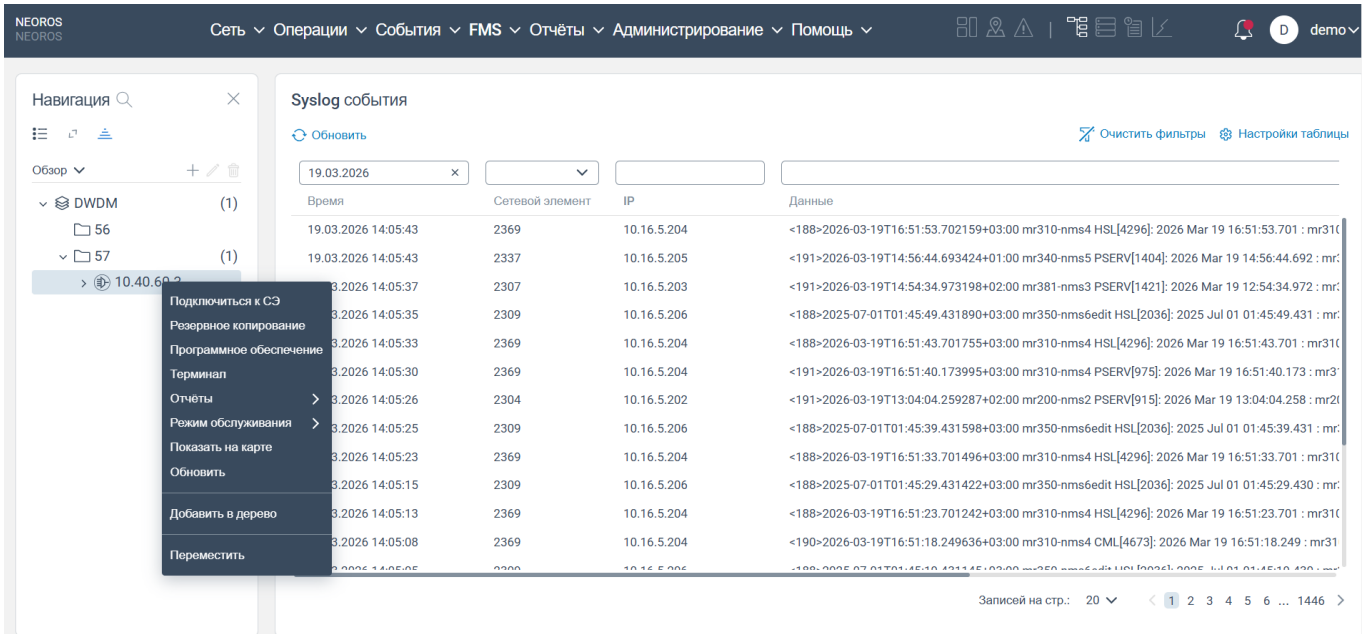 NEOROS
NEOROS
Сеть Операции События FMS Отчёты Администрирование Помощь
D demo
Навигация
Обзор
DWDM (1)
56
57 (1)
10.40.60.2
Подключиться к СЭ
Резервное копирование
Программное обеспечение
Терминал
Отчёты
Режим обслуживания
Показать на карте
Обновить
Добавить в дерево
Переместить
Syslog события
Обновить Очистить фильтры Настройки таблицы
19.03.2026
Время Сетевой элемент IP Данные
19.03.2026 14:05:43 2369 10.16.5.204 <188>2026-03-19T16:51:53.702159+03:00 mr310-nms4 HSL[4296]: 2026 Mar 19 16:51:53.701 : mr310
19.03.2026 14:05:43 2337 10.16.5.205 <191>2026-03-19T14:56:44.693424+01:00 mr340-nms5 PSERV[1404]: 2026 Mar 19 14:56:44.692 : mr
3.2026 14:05:37 2307 10.16.5.203 <191>2026-03-19T14:54:34.973198+02:00 mr381-nms3 PSERV[1421]: 2026 Mar 19 12:54:34.972 : mr
3.2026 14:05:35 2309 10.16.5.206 <188>2025-07-01T01:45:49.431890+03:00 mr350-nms6edit HSL[2036]: 2025 Jul 01 01:45:49.431 : mr
3.2026 14:05:33 2369 10.16.5.204 <188>2026-03-19T16:51:43.701755+03:00 mr310-nms4 HSL[4296]: 2026 Mar 19 16:51:43.701 : mr310
3.2026 14:05:30 2369 10.16.5.204 <191>2026-03-19T16:51:40.173995+03:00 mr310-nms4 PSERV[975]: 2026 Mar 19 16:51:40.173 : mr3
3.2026 14:05:26 2304 10.16.5.202 <191>2026-03-19T13:04:04.259287+02:00 mr200-nms2 PSERV[915]: 2026 Mar 19 13:04:04.258 : mr20
3.2026 14:05:25 2309 10.16.5.206 <188>2025-07-01T01:45:39.431598+03:00 mr350-nms6edit HSL[2036]: 2025 Jul 01 01:45:39.431 : mr
3.2026 14:05:23 2369 10.16.5.204 <188>2026-03-19T16:51:33.701496+03:00 mr310-nms4 HSL[4296]: 2026 Mar 19 16:51:33.701 : mr310
3.2026 14:05:15 2309 10.16.5.206 <188>2025-07-01T01:45:29.431422+03:00 mr350-nms6edit HSL[2036]: 2025 Jul 01 01:45:29.430 : mr
3.2026 14:05:13 2369 10.16.5.204 <188>2026-03-19T16:51:23.701242+03:00 mr310-nms4 HSL[4296]: 2026 Mar 19 16:51:23.701 : mr310
3.2026 14:05:08 2369 10.16.5.204 <190>2026-03-19T16:51:18.249636+03:00 mr310-nms4 CML[4673]: 2026 Mar 19 16:51:18.249 : mr31
Записей на стр.: 20 1 2 3 4 5 6 ... 1446